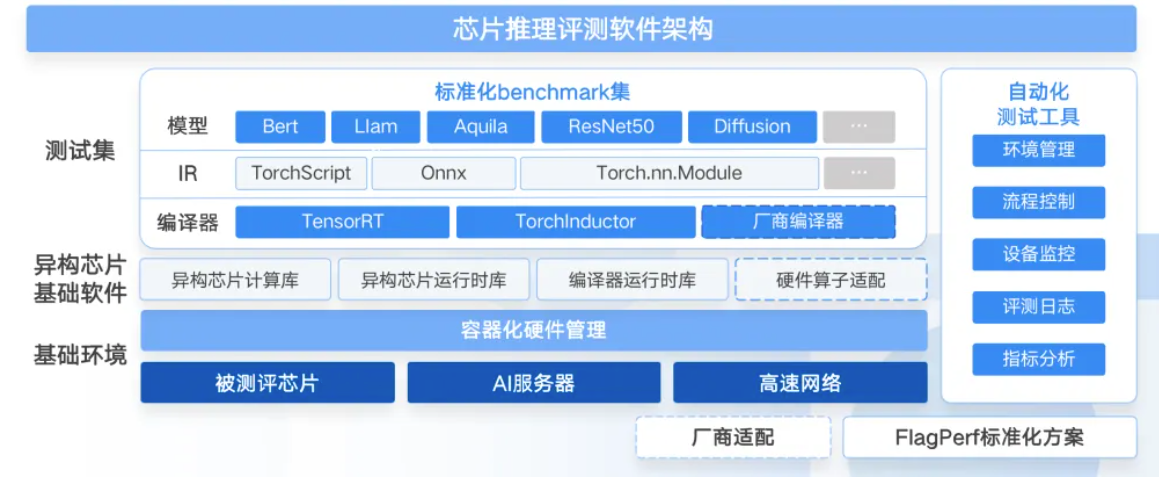 芯片推理评测软件架构
标准化benchmark集
测试集
模型 Bert Llam Aquila ResNet50 Diffusion ...
IR TorchScript Onnx Torch.nn.Module ...
编译器 TensorRT TorchInductor 厂商编译器
异构芯片
基础软件
异构芯片计算库 异构芯片运行时库 编译器运行时库 硬件算子适配
基础环境
容器化硬件管理
被测评芯片 AI服务器 高速网络
自动化
测试工具
环境管理
流程控制
设备监控
评测日志
指标分析
厂商适配 FlagPerf标准化方案